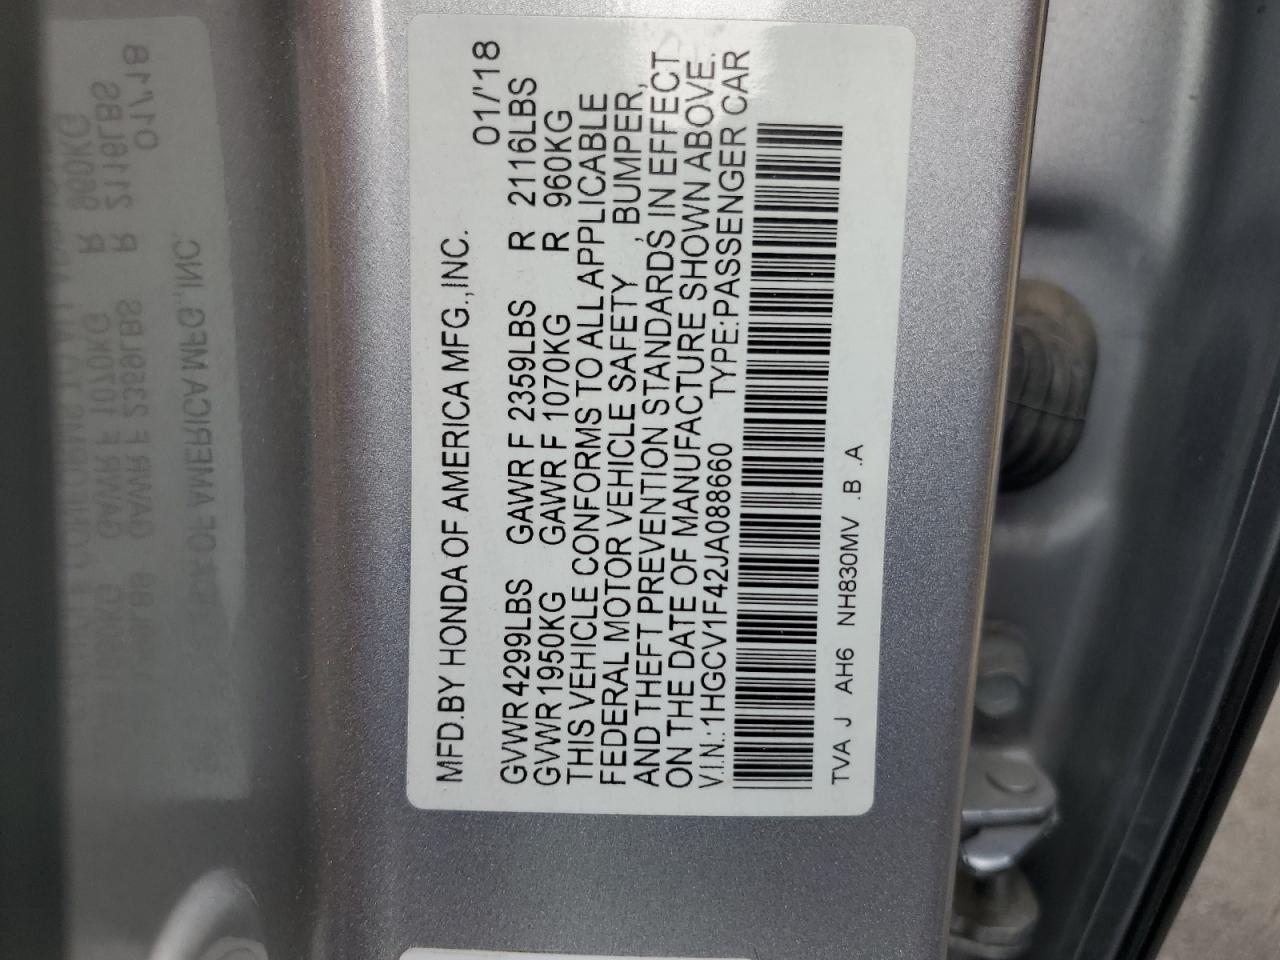 MFD.BY HONDA OF AMERICA MFG.,INC. 01/'18
GVWR 4299LBS GAWR F 2359LBS R 2116LBS
GVWR 1950KG GAWR F 1070KG R 960KG
THIS VEHICLE CONFORMS TO ALL APPLICABLE
FEDERAL MOTOR VEHICLE SAFETY, BUMPER,
AND THEFT PREVENTION STANDARDS IN EFFECT
ON THE DATE OF MANUFACTURE SHOWN ABOVE.
V.I.N.:1HGCV1F42JA088660 TYPE:PASSENGER CAR
TVA J AH6 NH830MV .B .A